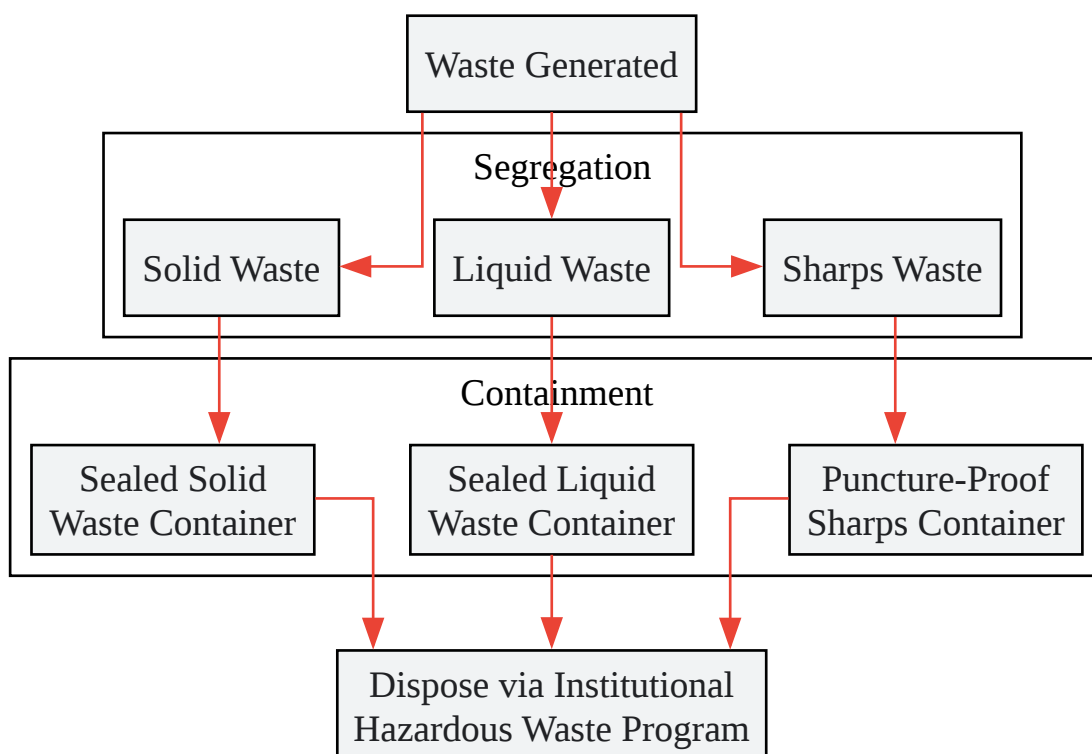 Waste Generated
Segregation
Solid Waste
Liquid Waste
Sharps Waste
Containment
Sealed Solid
Waste Container
Sealed Liquid
Waste Container
Puncture-Proof
Sharps Container
Dispose via Institutional
Hazardous Waste Program